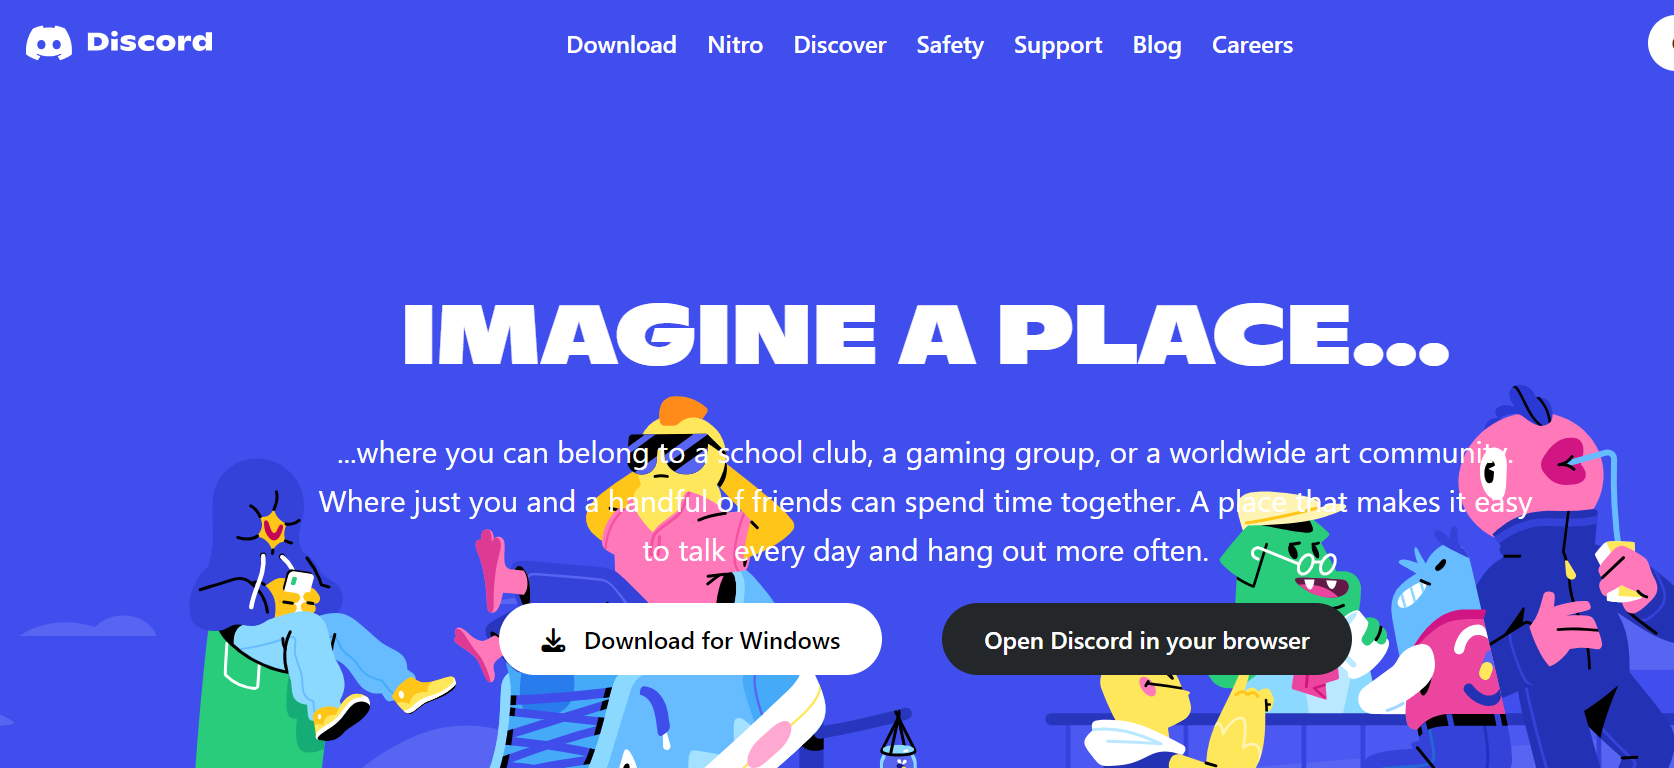 Discord
Download Nitro Discover Safety Support Blog Careers
IMAGINE A PLACE...
...where you can belong to a school club, a gaming group, or a worldwide art community.
Where just you and a handful of friends can spend time together. A place that makes it easy
to talk every day and hang out more often.
Download for Windows
Open Discord in your browser